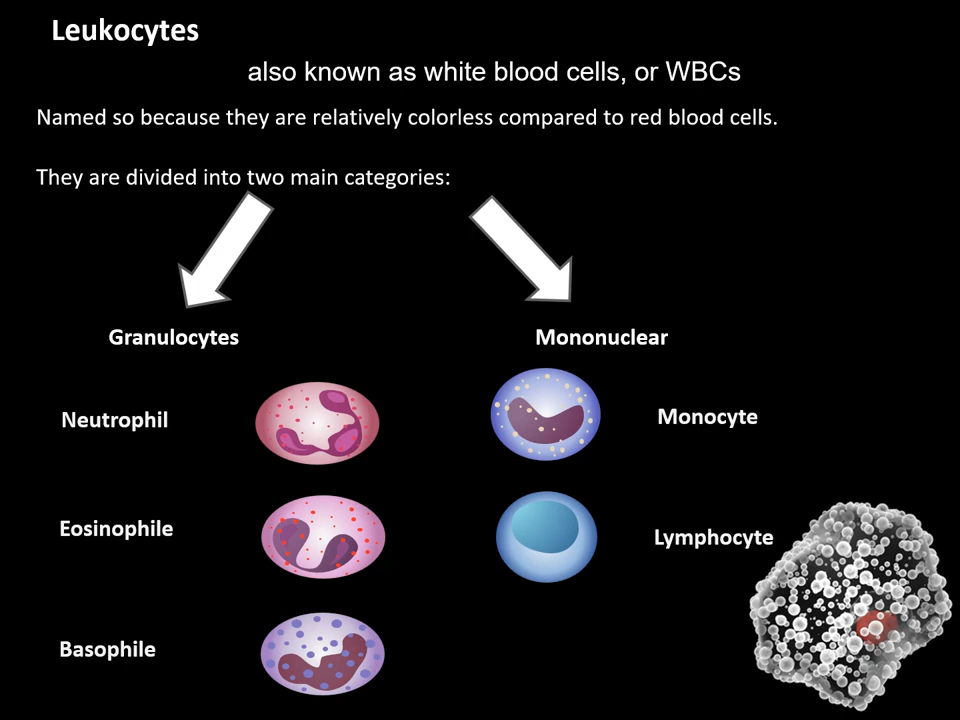 Leukocytes
also known as white blood cells, or WBCs
Named so because they are relatively colorless compared to red blood cells.
They are divided into two main categories:
Granulocytes
Mononuclear
Neutrophil
Monocyte
Eosinophile
Lymphocyte
Basophile